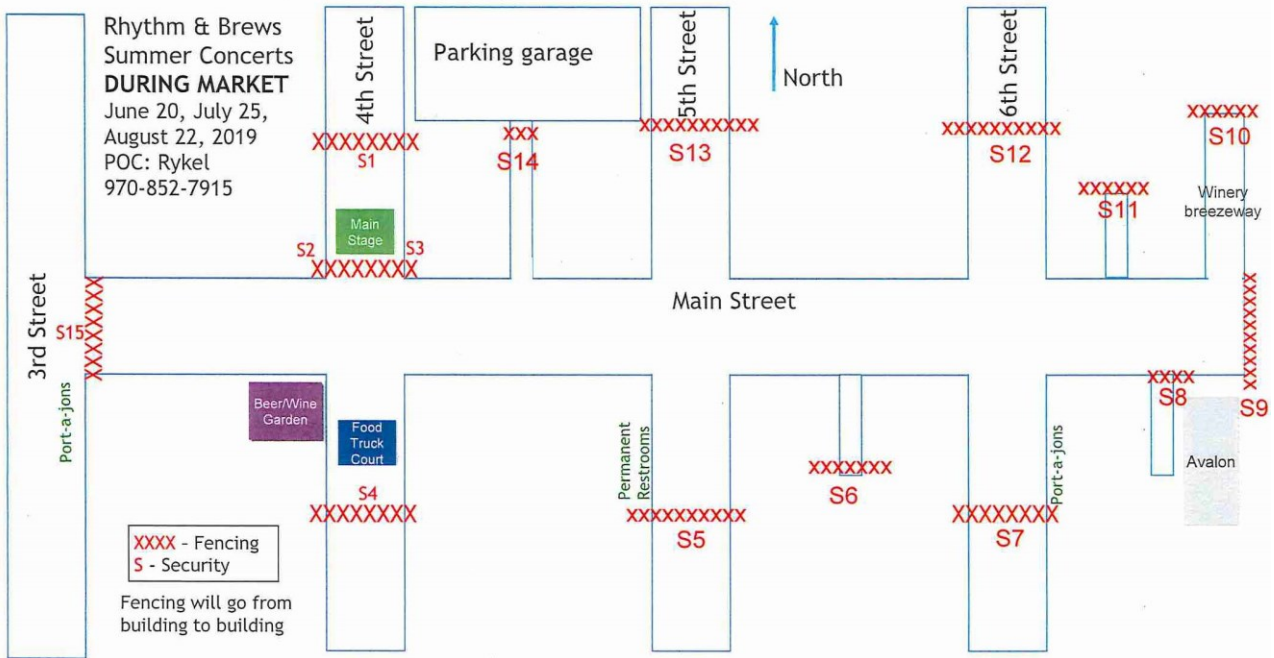 Rhythm & Brews
Summer Concerts
DURING MARKET
June 20, July 25,
August 22, 2019
POC: Rykel
970-852-7915
4th Street
Parking garage
5th Street
North
6th Street
XXXXXXXX
S1
XXX
S14
XXXXXXXXXX
S13
XXXXXXXXXX
S12
XXXXXX
S10
XXXXXX
S11
Winery
breezeway
Main
Stage
S2
S3
XXXXXXXX
3rd Street
S15
XXXXXXXX
Main Street
XXXXXXXXXX
S9
XXXX
S8
Port-a-jons
Beer/Wine
Garden
Food
Truck
Court
Permanent
Restrooms
XXXXXXX
S6
Port-a-jons
Avalon
S4
XXXXXXXX
XXXXXXXXXX
S5
XXXXXXXX
S7
XXXX - Fencing
S - Security
Fencing will go from
building to building